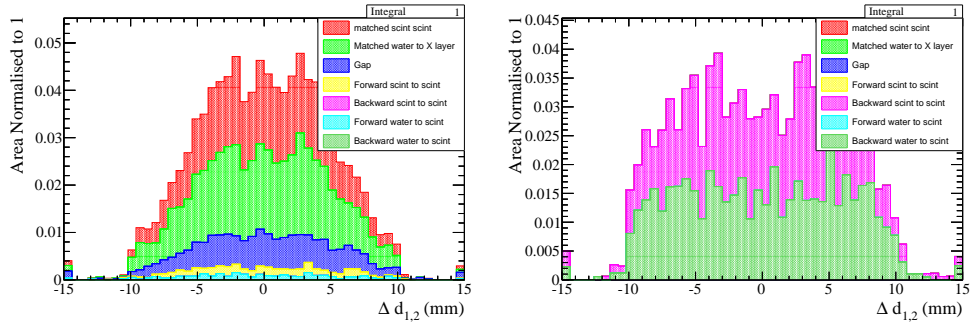 Integral 1
matched scint scint
Matched water to X layer
Gap
Forward scint to scint
Backward scint to scint
Forward water to scint
Backward water to scint
Area Normalised to 1
0.05
0.04
0.03
0.02
0.01
0
-15 -10 -5 0 5 10 15
Δ d1,2 (mm)
Integral 1
matched scint scint
Matched water to X layer
Gap
Forward scint to scint
Backward scint to scint
Forward water to scint
Backward water to scint
Area Normalised to 1
0.045
0.04
0.035
0.03
0.025
0.02
0.015
0.01
0.005
0
-15 -10 -5 0 5 10 15
Δ d1,2 (mm)